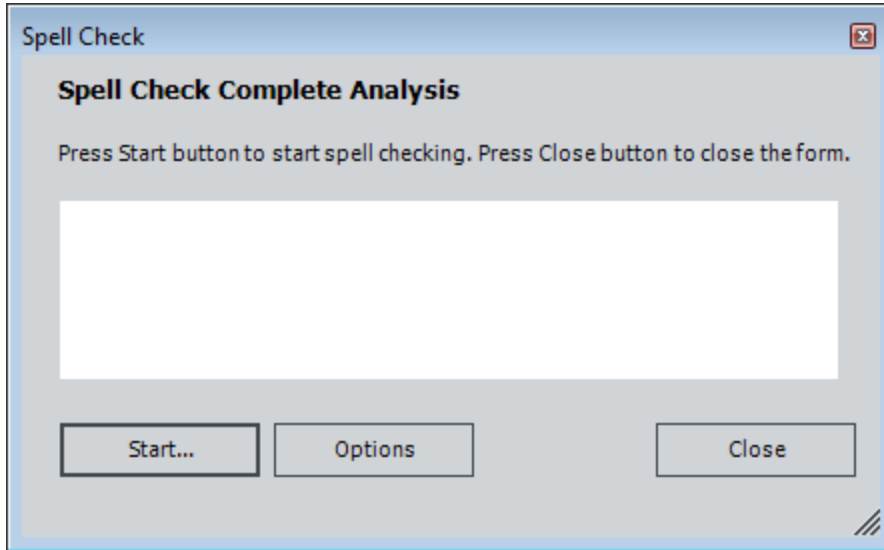 Spell Check
Spell Check Complete Analysis
Press Start button to start spell checking. Press Close button to close the form.
Start...
Options
Close